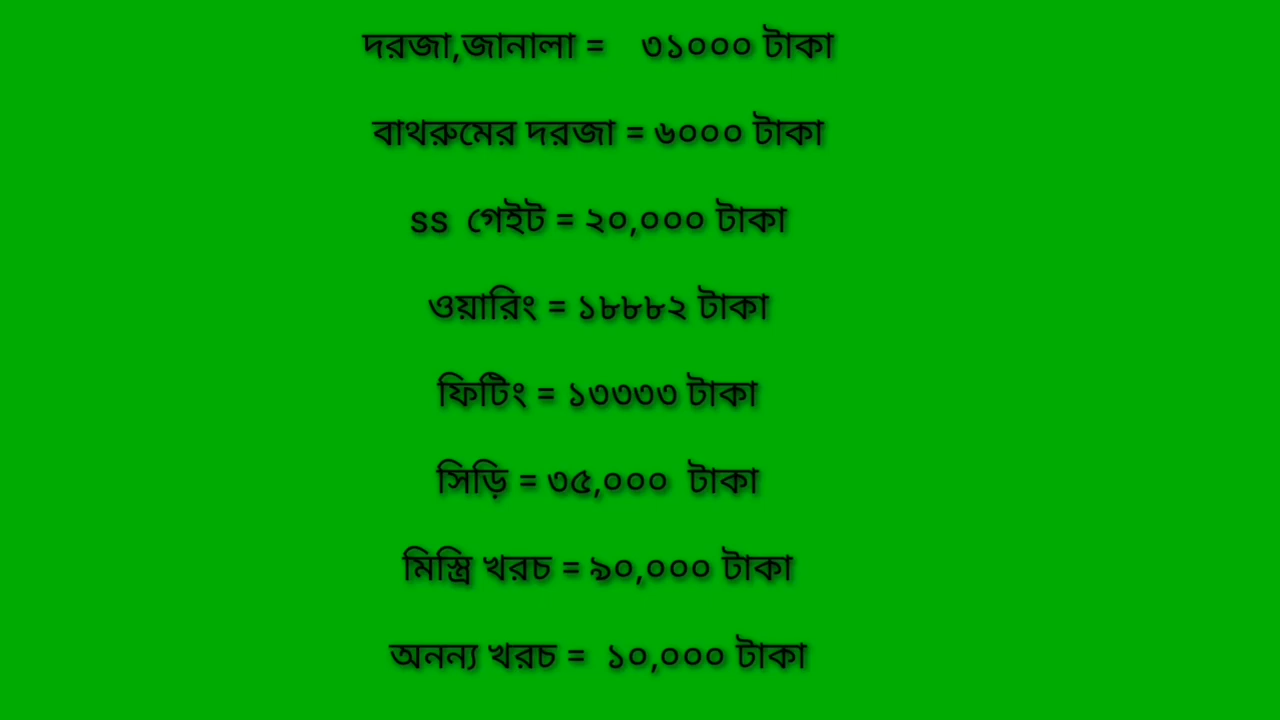 দরজা,জানালা = ৩১০০০ টাকা
বাথরুমের দরজা = ৬০০০ টাকা
ss গেইট = ২০,০০০ টাকা
ওয়ারিং = ১৮৮৮২ টাকা
ফিটিং = ১৩৩৩৩ টাকা
সিড়ি = ৩৫,০০০ টাকা
মিস্ত্রি খরচ = ৯০,০০০ টাকা
অনন্য খরচ = ১০,০০০ টাকা